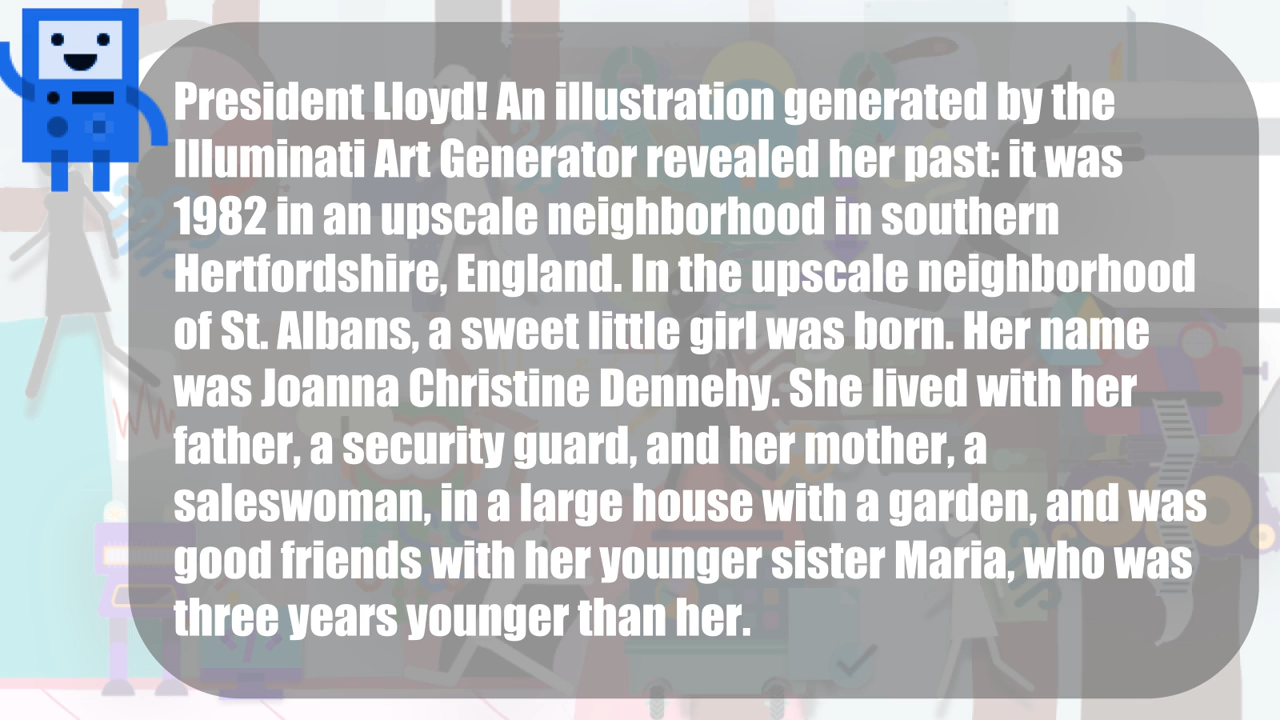 President Lloyd! An illustration generated by the
Illuminati Art Generator revealed her past: it was
1982 in an upscale neighborhood in southern
Hertfordshire, England. In the upscale neighborhood
of St. Albans, a sweet little girl was born. Her name
was Joanna Christine Dennehy. She lived with her
father, a security guard, and her mother, a
saleswoman, in a large house with a garden, and was
good friends with her younger sister Maria, who was
three years younger than her.